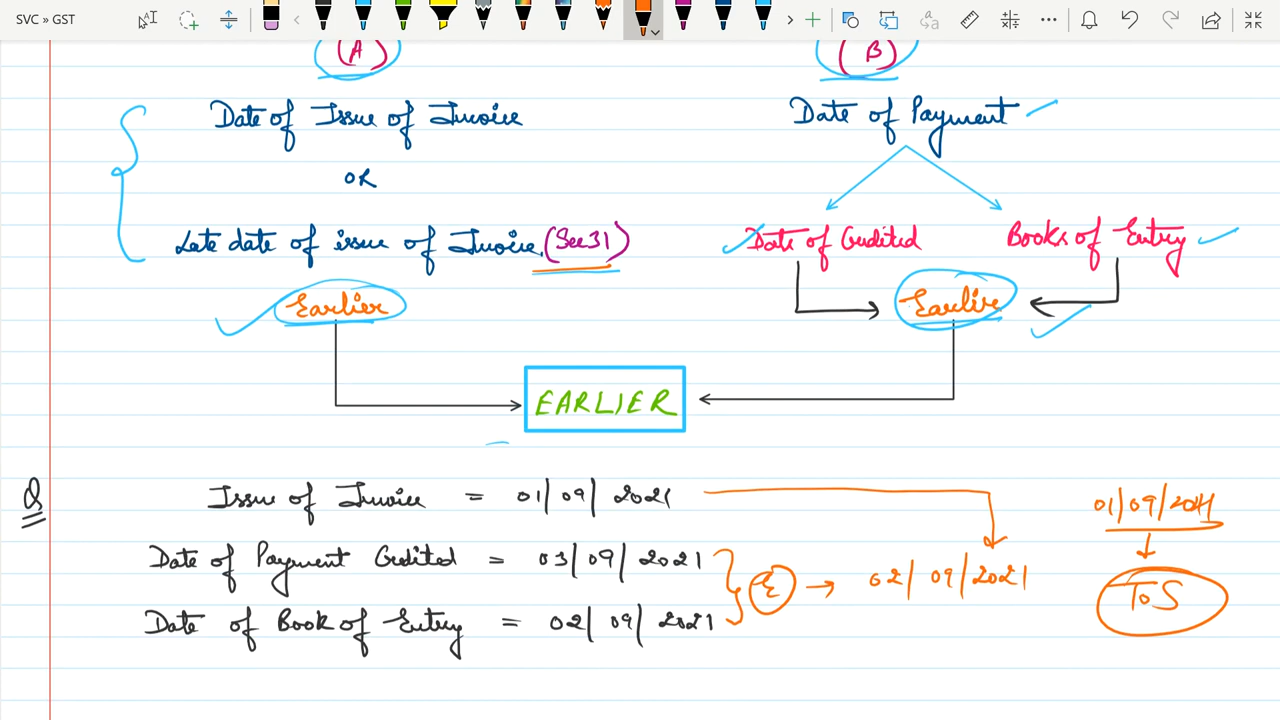 SVC » GST
(A) (B)
Date of Issue of Invoice
Date of Payment
OR
Late date of issue of Invoice. (Sec 31)
Date of Credited
Books of Entry
Earlier
Earlier
EARLIER
Q
Issue of Invoice = 01/09/2021
01/09/2021
Date of Payment Credited = 03/09/2021
E → 02/09/2021
ToS
Date of Book of Entry = 02/09/2021